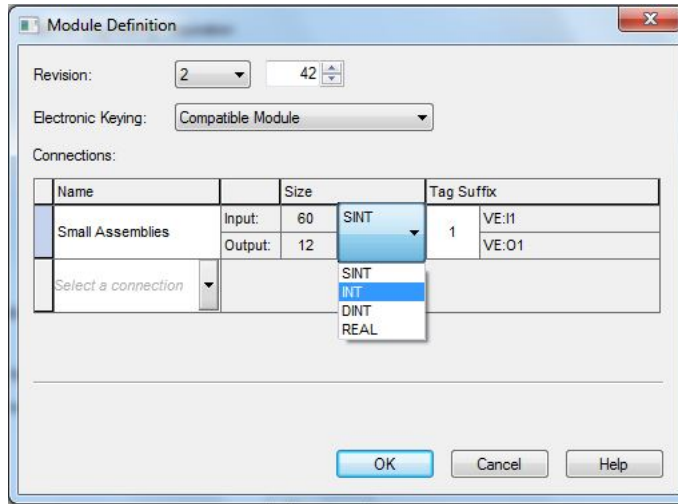 Module Definition
Revision: 2 42
Electronic Keying: Compatible Module
Connections:
Name Size Tag Suffix
Small Assemblies Input: 60 SINT 1 VE:I1
Output: 12 VE:O1
Select a connection
SINT
INT
DINT
REAL
OK Cancel Help